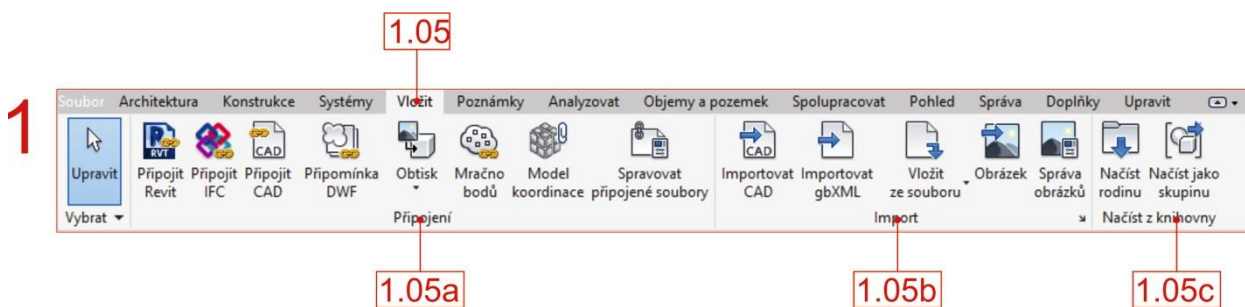 1.05
1
Soubor Architektura Konstrukce Systémy Vložit Poznámky Analyzovat Objemy a pozemek Spolupracovat Pohled Správa Doplňky Upravit
RVT CAD CAD
Upravit Připojit Připojit Připojit Připomínka Obtisk Mračno Model Spravovat Importovat Importovat Vložit Obrázek Správa Načíst Načíst jako
Revit IFC CAD DWF bodů koordinace připojené soubory CAD gbXML ze souboru obrázků rodinu skupinu
Vybrat Připojení Import Načíst z knihovny
1.05a 1.05b 1.05c